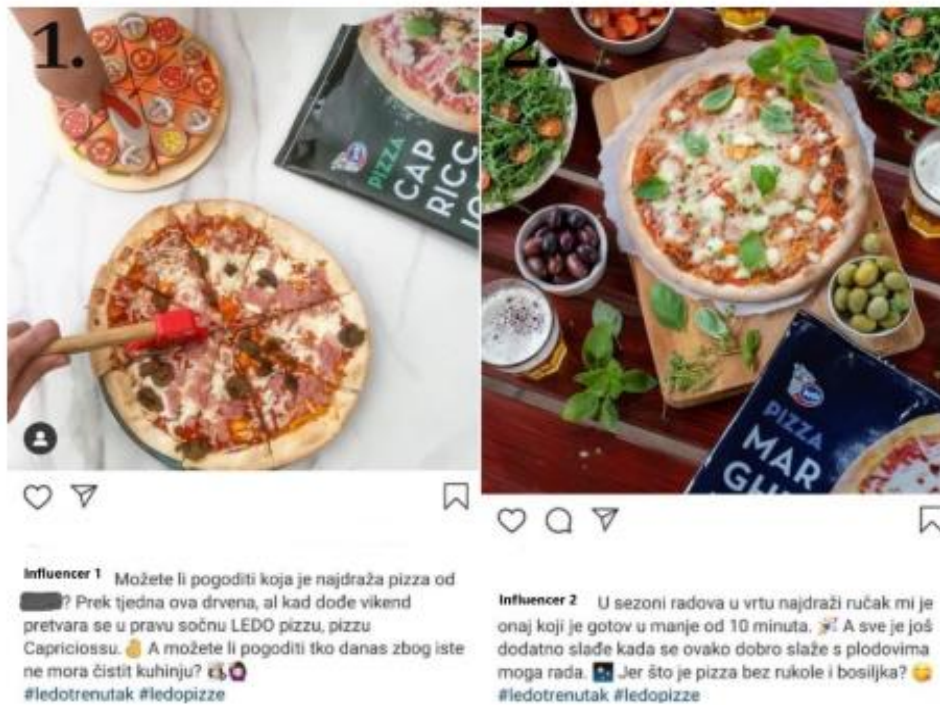 1.
PIZZA
CAP
RICC
2.
PIZZA
MAR
GH
Influencer 1 Možete li pogoditi koja je najdraža pizza od
? Prek tjedna ova drvena, al kad dođe vikend
pretvara se u pravu sočnu LEDO pizzu, pizzu
Capriciossu. A možete li pogoditi tko danas zbog iste
ne mora čistit kuhinju?
#ledotrenutak #ledopizze
Influencer 2 U sezoni radova u vrtu najdraži ručak mi je
onaj koji je gotov u manje od 10 minuta. A sve je još
dodatno slađe kada se ovako dobro slaže s plodovima
moga rada. Jer što je pizza bez rukole i bosiljka?
#ledotrenutak #ledopizze